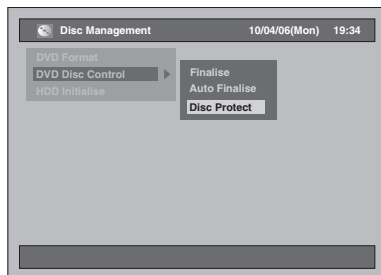 Disc Management 10/04/06(Mon) 19:34
DVD Format
DVD Disc Control
HDD Initialise
Finalise
Auto Finalise
Disc Protect